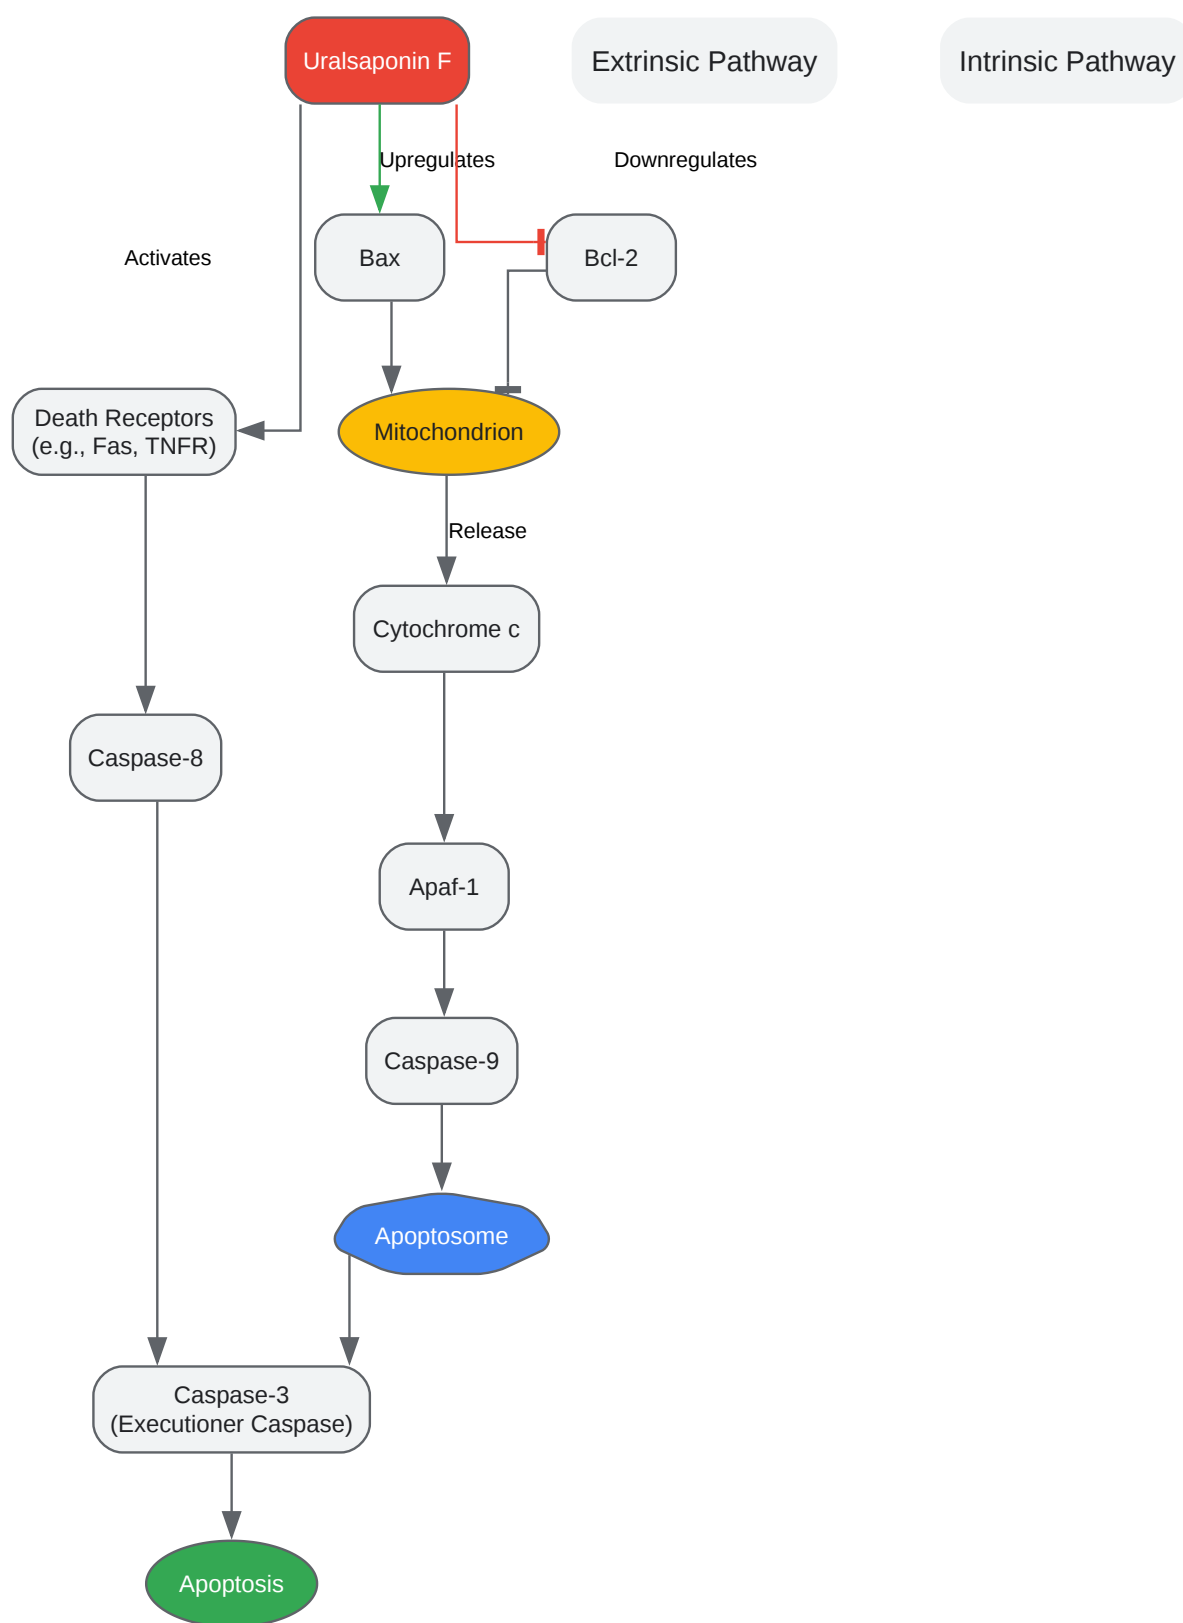 Uralsaponin F
Extrinsic Pathway
Intrinsic Pathway
Upregulates
Downregulates
Activates
Bax
Bcl-2
Death Receptors
(e.g., Fas, TNFR)
Mitochondrion
Release
Cytochrome c
Caspase-8
Apaf-1
Caspase-9
Apoptosome
Caspase-3
(Executioner Caspase)
Apoptosis